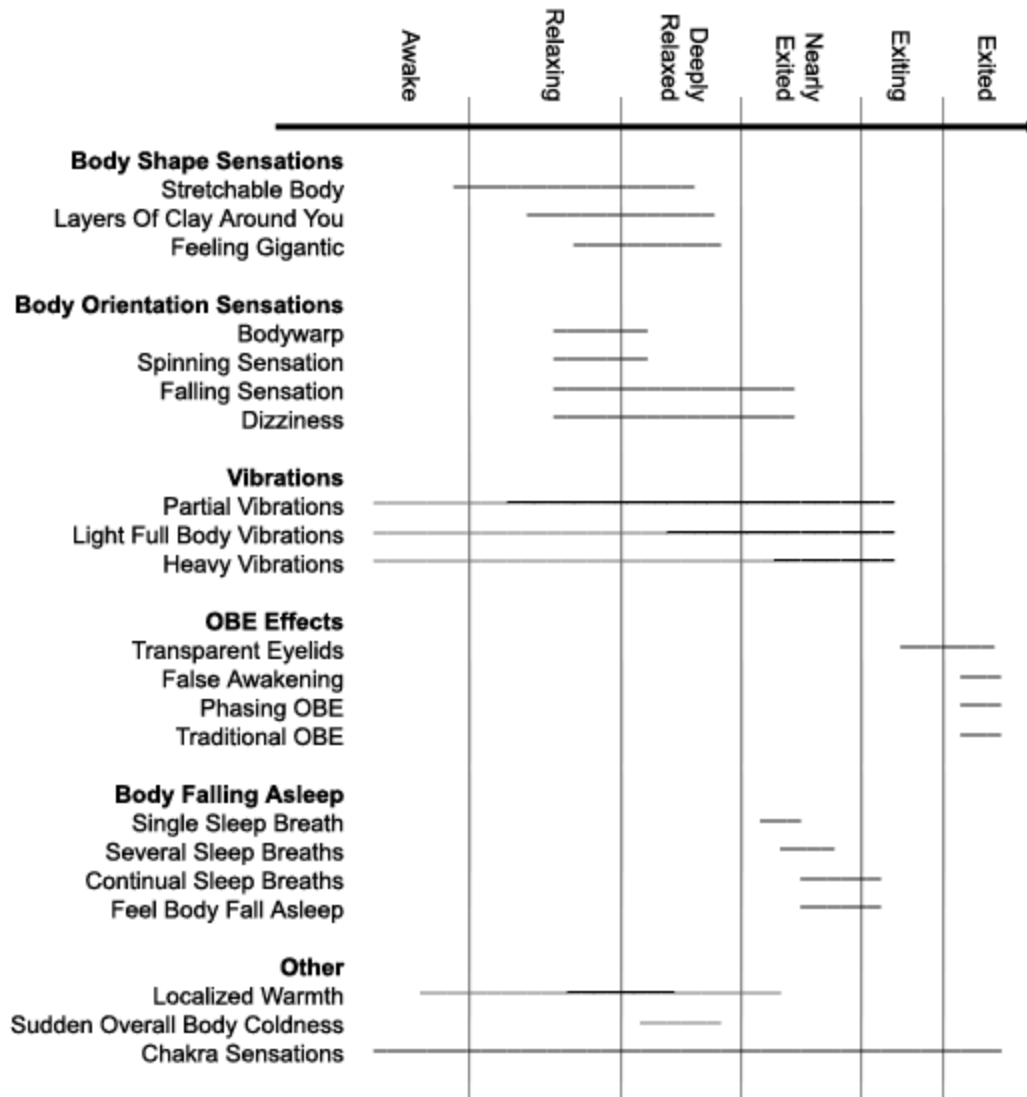 Awake
Relaxing
Deeply
Relaxed
Nearly
Exited
Exiting
Exited
Body Shape Sensations
Stretchable Body
Layers Of Clay Around You
Feeling Gigantic
Body Orientation Sensations
Bodywarp
Spinning Sensation
Falling Sensation
Dizziness
Vibrations
Partial Vibrations
Light Full Body Vibrations
Heavy Vibrations
OBE Effects
Transparent Eyelids
False Awakening
Phasing OBE
Traditional OBE
Body Falling Asleep
Single Sleep Breath
Several Sleep Breaths
Continual Sleep Breaths
Feel Body Fall Asleep
Other
Localized Warmth
Sudden Overall Body Coldness
Chakra Sensations